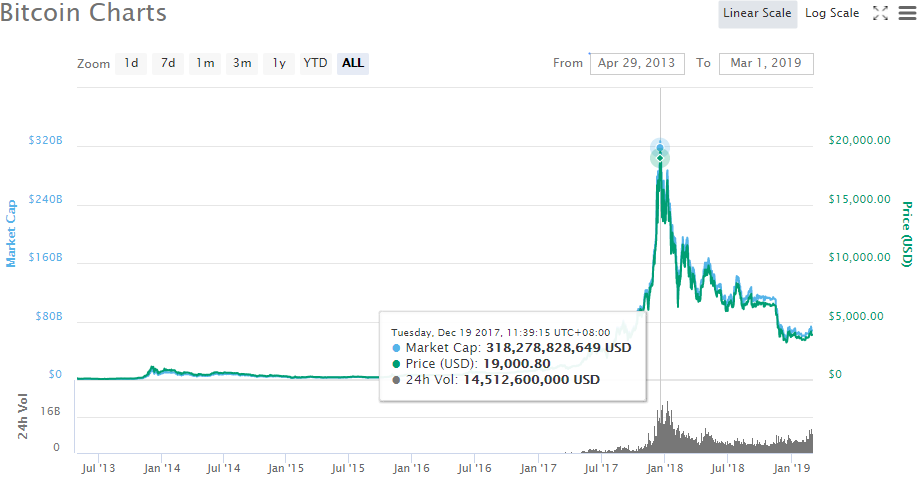 Bitcoin Charts
Linear Scale Log Scale
Zoom 1d 7d 1m 3m 1y YTD ALL
From Apr 29, 2013 To Mar 1, 2019
$320B
$240B
$160B
$80B
$0
Market Cap
$20,000.00
$15,000.00
$10,000.00
$5,000.00
$0
Price (USD)
Tuesday, Dec 19 2017, 11:39:15 UTC+08:00
Market Cap: 318,278,828,649 USD
Price (USD): 19,000.80
24h Vol: 14,512,600,000 USD
16B
0
24h Vol
Jul '13 Jan '14 Jul '14 Jan '15 Jul '15 Jan '16 Jul '16 Jan '17 Jul '17 Jan '18 Jul '18 Jan '19